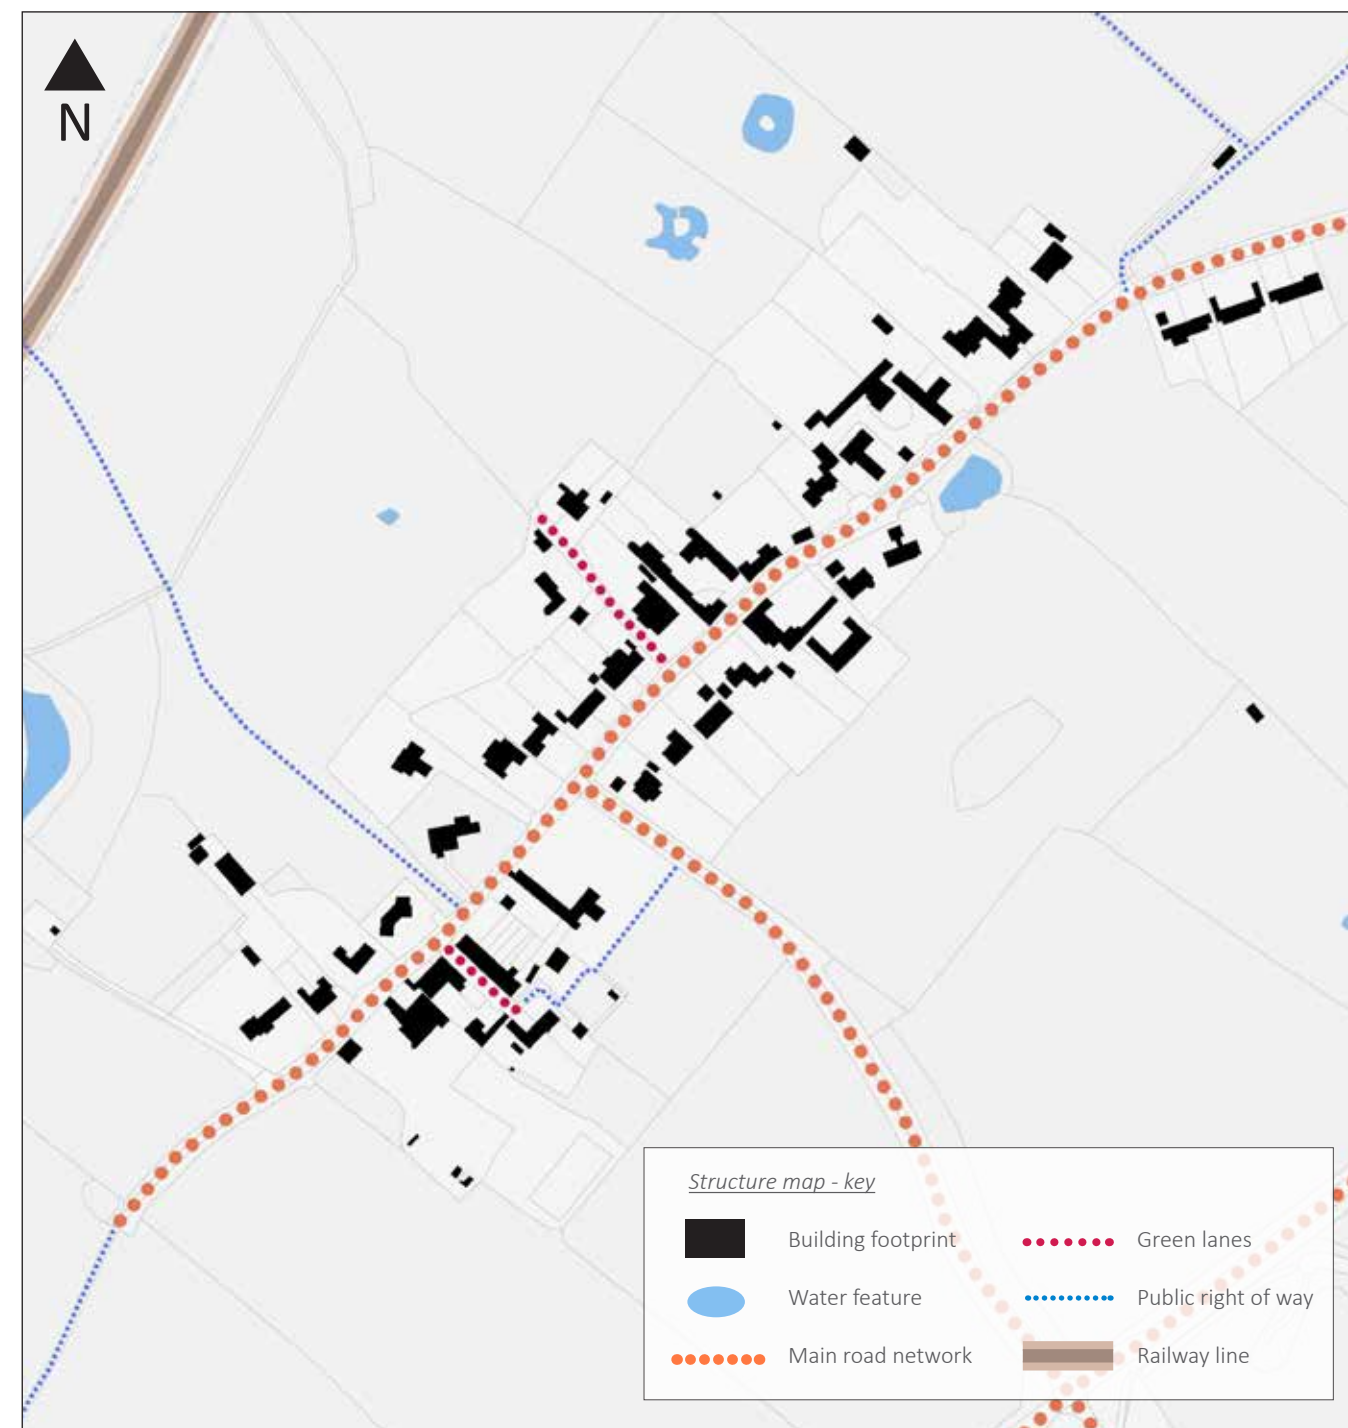 N
Structure map - key
Building footprint
Green lanes
Water feature
Public right of way
Main road network
Railway line